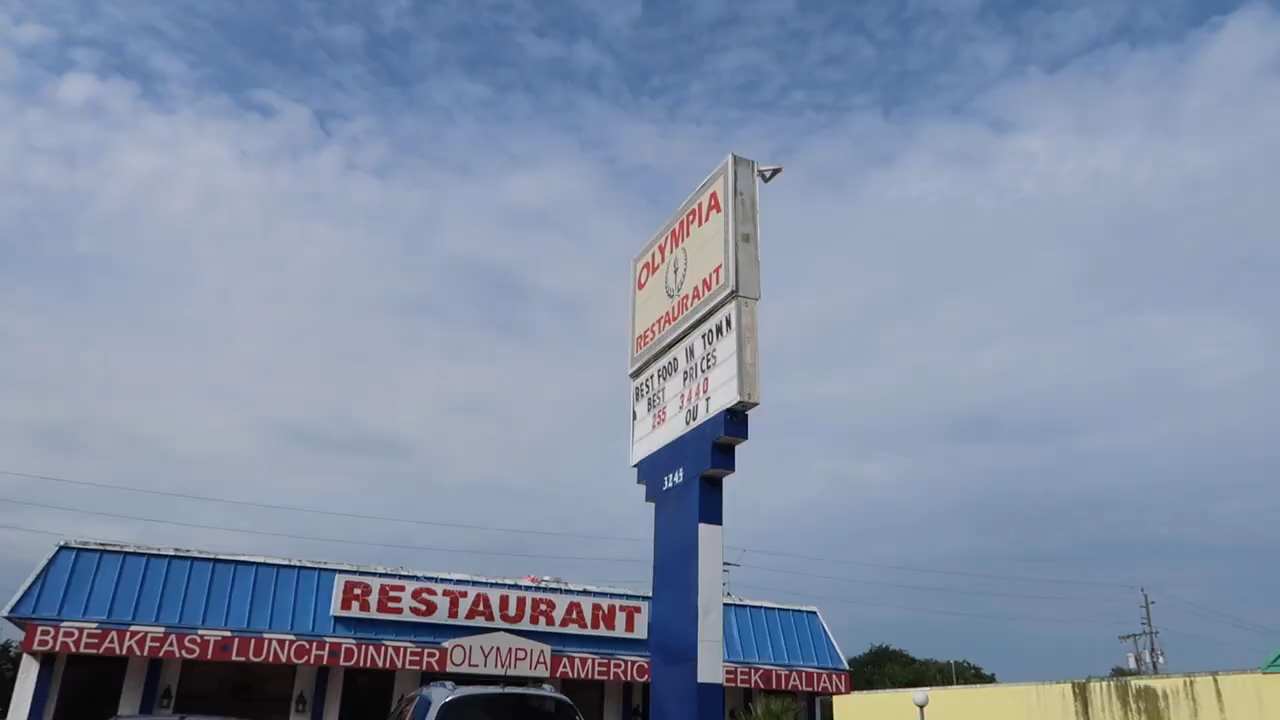 OLYMPIA
RESTAURANT
BEST FOOD IN TOWN
BEST PRICES
255 3440
OUT
3245
RESTAURANT
BREAKFAST LUNCH DINNER OLYMPIA AMERIC EEK ITALIAN